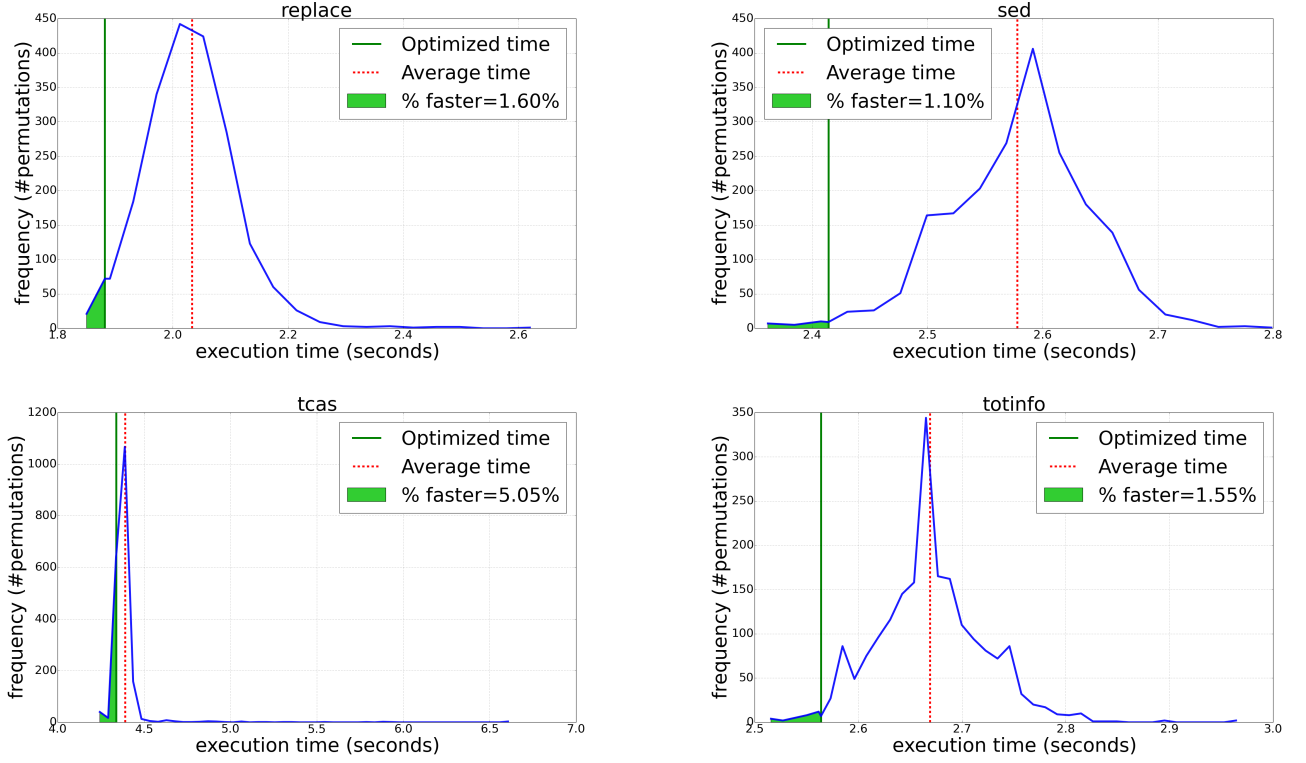 replace
450
400
350
300
250
200
150
100
50
0
frequency (#permutations)
Optimized time
Average time
% faster=1.60%
1.8 2.0 2.2 2.4 2.6
execution time (seconds)
sed
450
400
350
300
250
200
150
100
50
0
frequency (#permutations)
Optimized time
Average time
% faster=1.10%
2.4 2.5 2.6 2.7 2.8
execution time (seconds)
tcas
1200
1000
800
600
400
200
0
frequency (#permutations)
Optimized time
Average time
% faster=5.05%
4.0 4.5 5.0 5.5 6.0 6.5 7.0
execution time (seconds)
totinfo
350
300
250
200
150
100
50
0
frequency (#permutations)
Optimized time
Average time
% faster=1.55%
2.5 2.6 2.7 2.8 2.9 3.0
execution time (seconds)